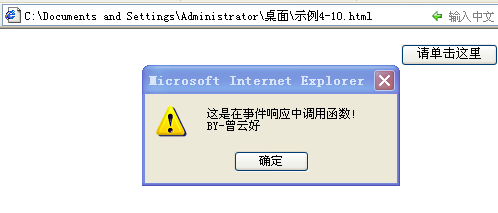 C:\Documents and Settings\Administrator\桌面\示例4-10.html
输入中文
请单击这里
Microsoft Internet Explorer
这是在事件响应中调用函数!
BY-曾云好
确定